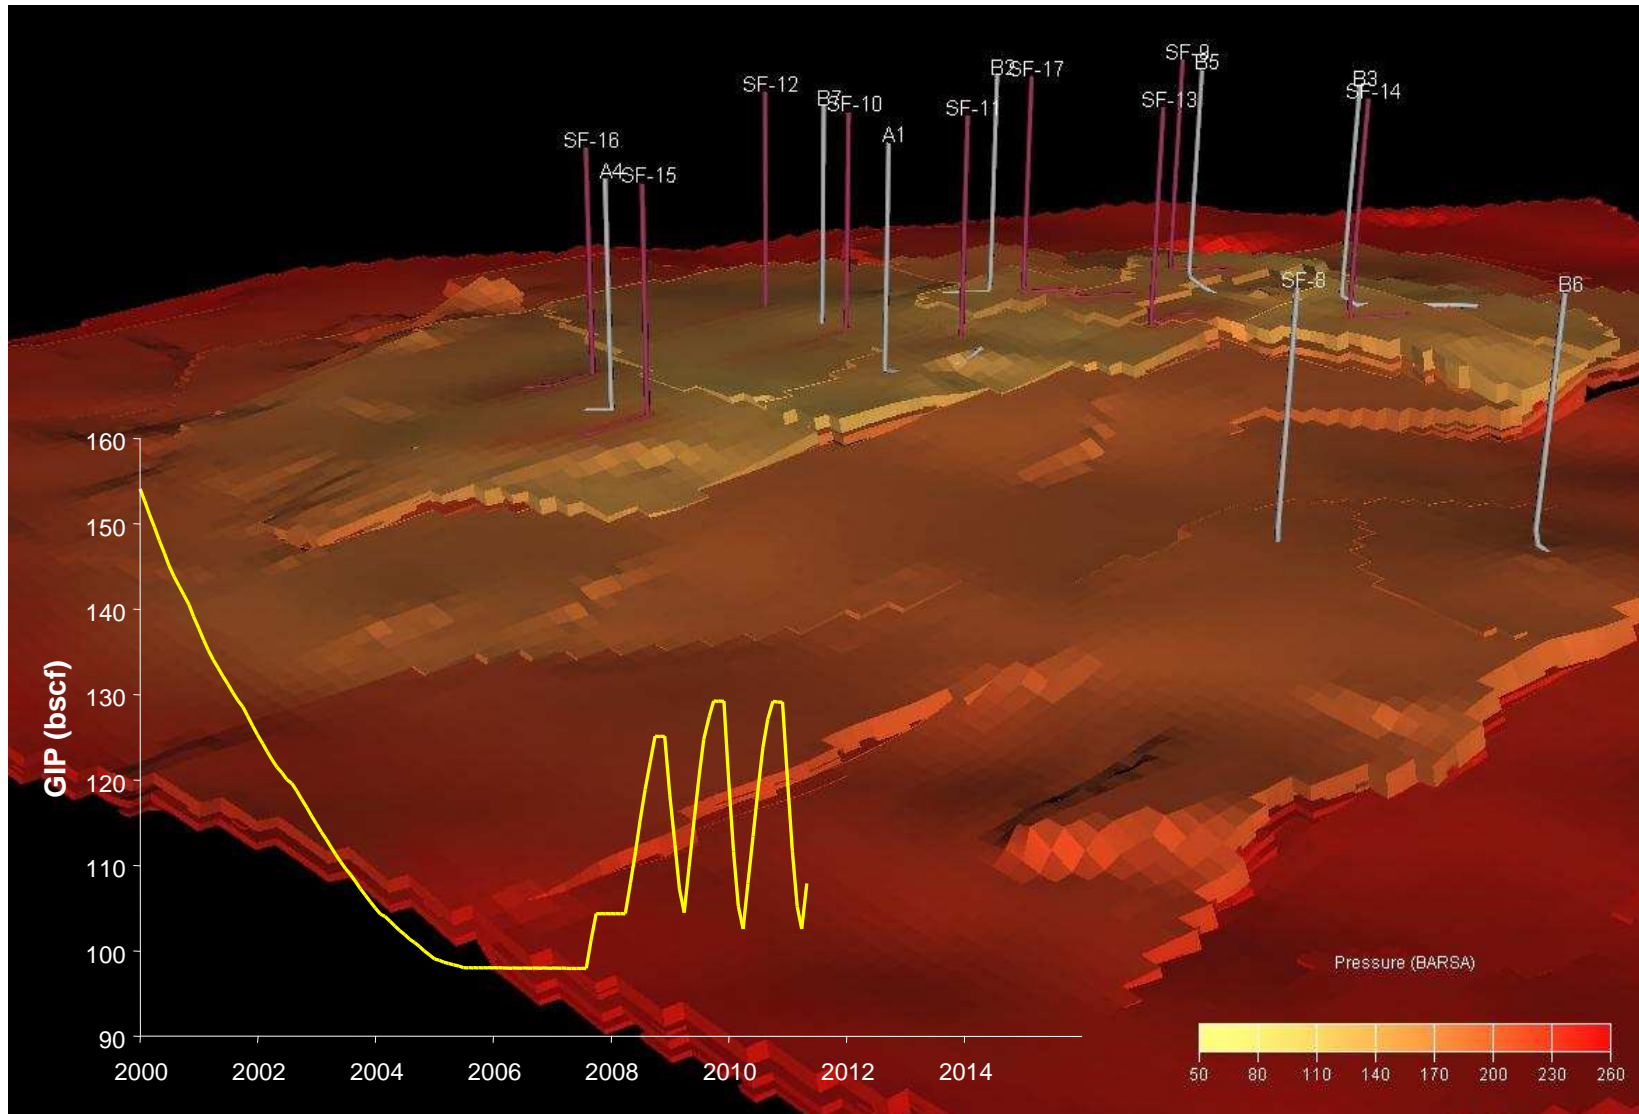 SF-9
B5
B2
SF-17
B3
SF-14
SF-12
B7
SF-10
SF-11
SF-13
A1
SF-16
A4
SF-15
SF-8
B6
160
150
140
130
120
110
100
90
GIP (bscf)
2000 2002 2004 2006 2008 2010 2012 2014
Pressure (BARSA)
50 80 110 140 170 200 230 260